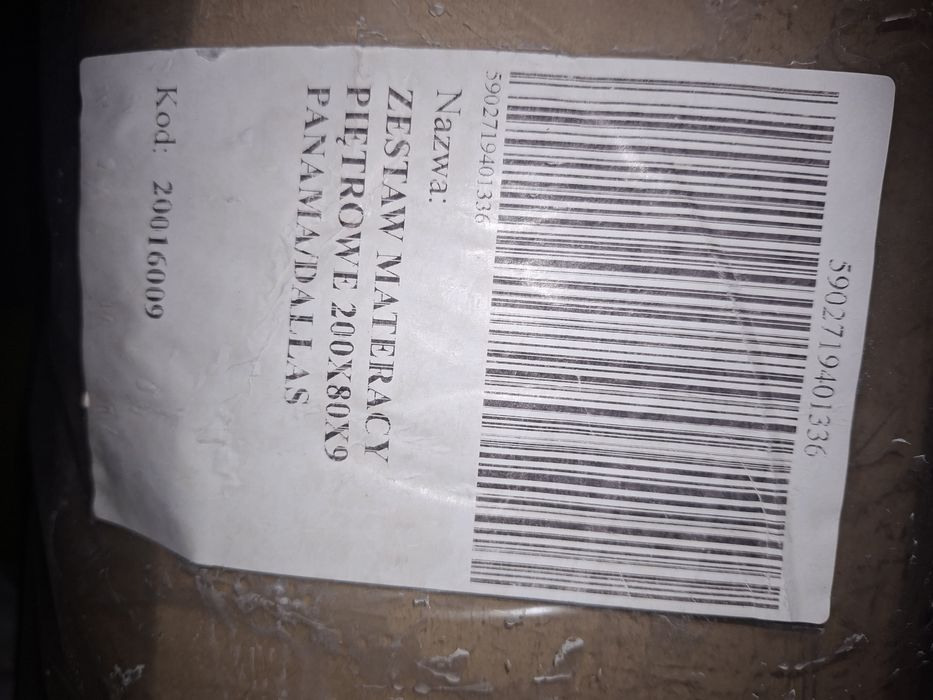 5902719401336
5902719401336
Nazwa:
ZESTAW MATERACY
PIĘTROWE 200X80X9
PANAMA/DALLAS
Kod: 20016009